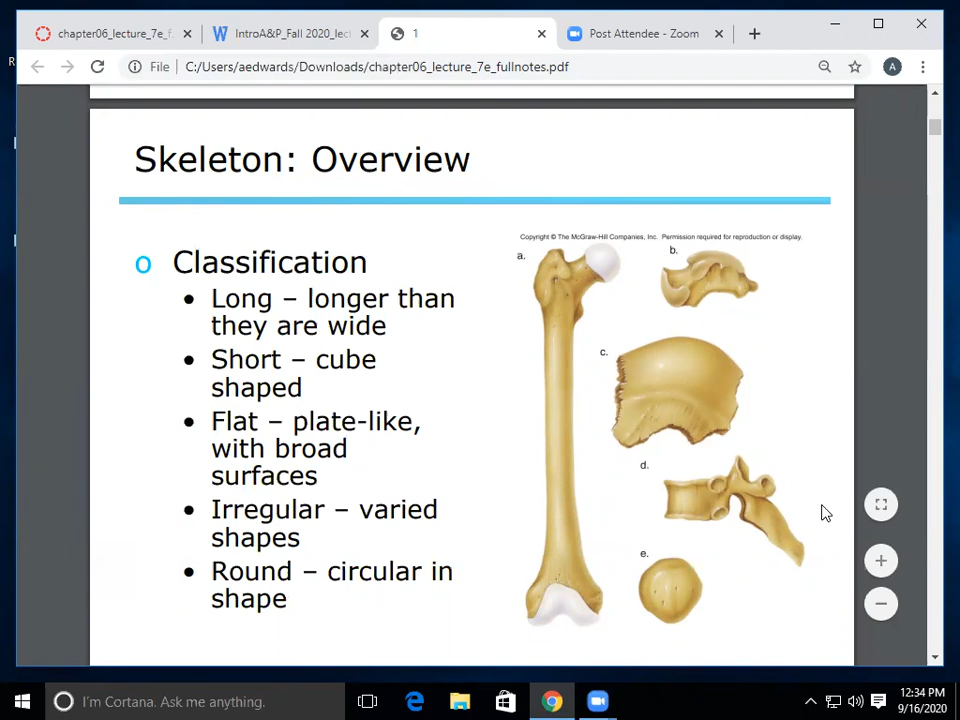 chapter06_lecture_7e_f
IntroA&P_Fall 2020_lec
1
Post Attendee - Zoom
File
C:/Users/aedwards/Downloads/chapter06_lecture_7e_fullnotes.pdf
A
R
Skeleton: Overview
Copyright © The McGraw-Hill Companies, Inc. Permission required for reproduction or display.
o Classification
• Long – longer than
they are wide
• Short – cube
shaped
• Flat – plate-like,
with broad
surfaces
• Irregular – varied
shapes
• Round – circular in
shape
a.
b.
c.
d.
e.
I'm Cortana. Ask me anything.
12:34 PM
9/16/2020